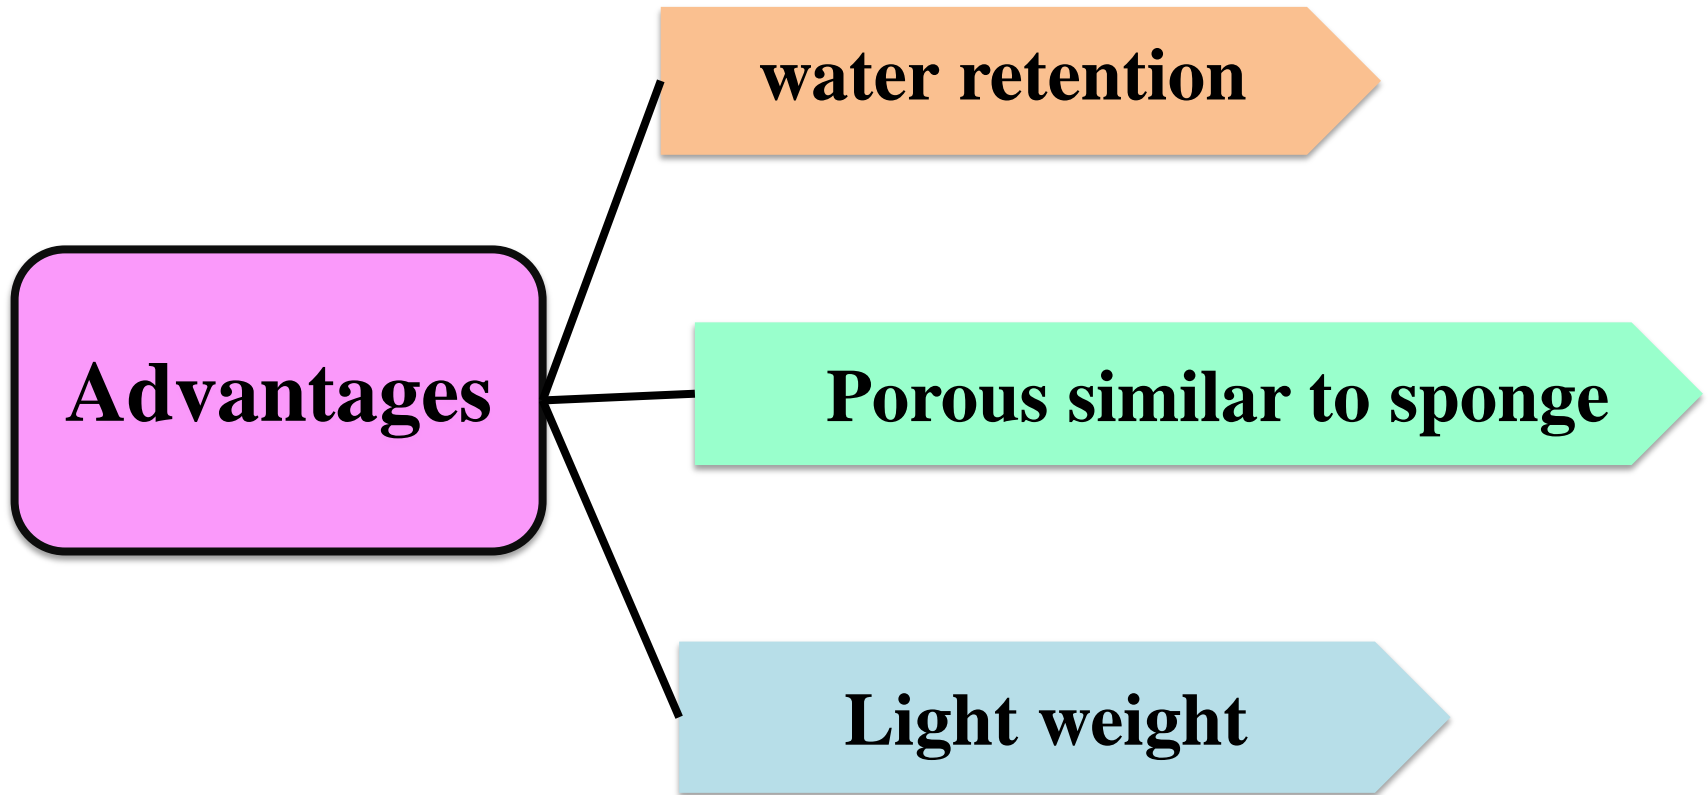 water retention
Advantages
Porous similar to sponge
Light weight